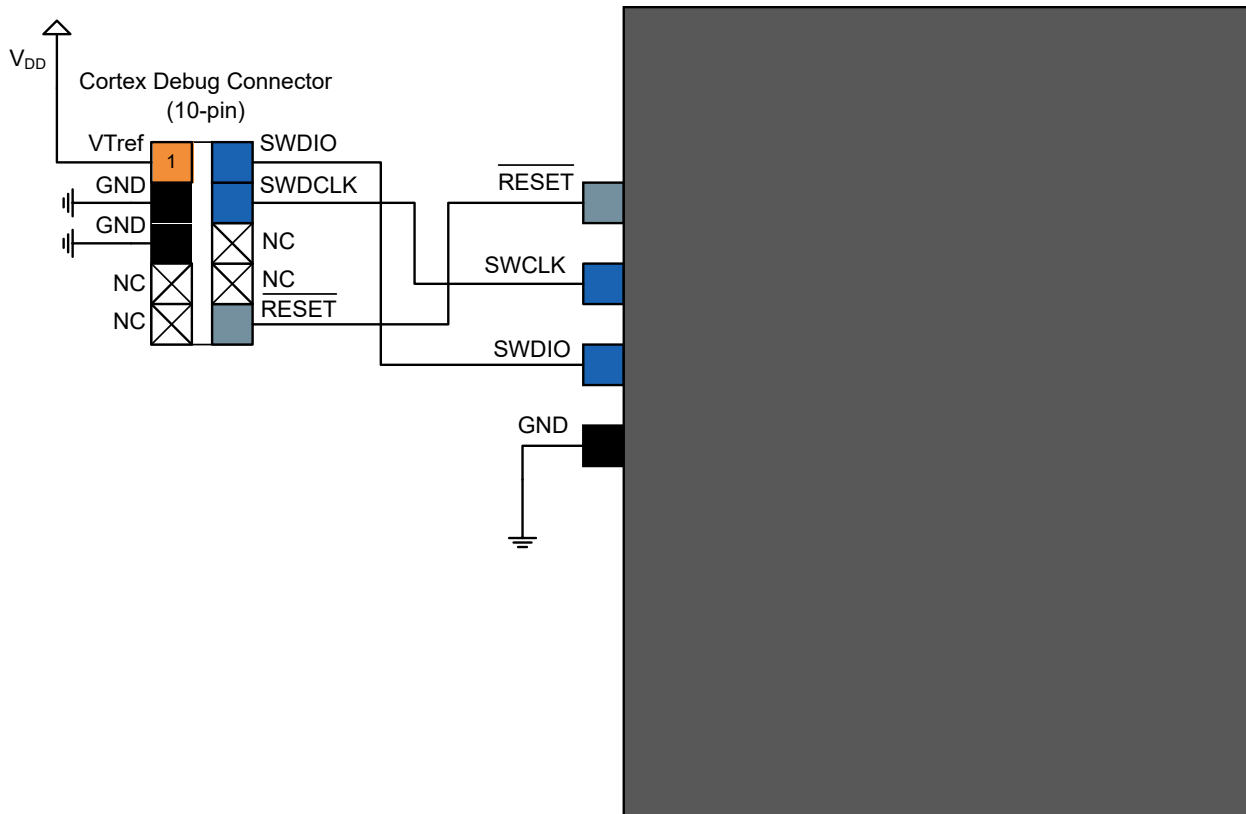 VDD
Cortex Debug Connector
(10-pin)
VTref
1
SWDIO
GND
SWDCLK
GND
NC
NC
NC
NC
RESET
RESET
SWCLK
SWDIO
GND